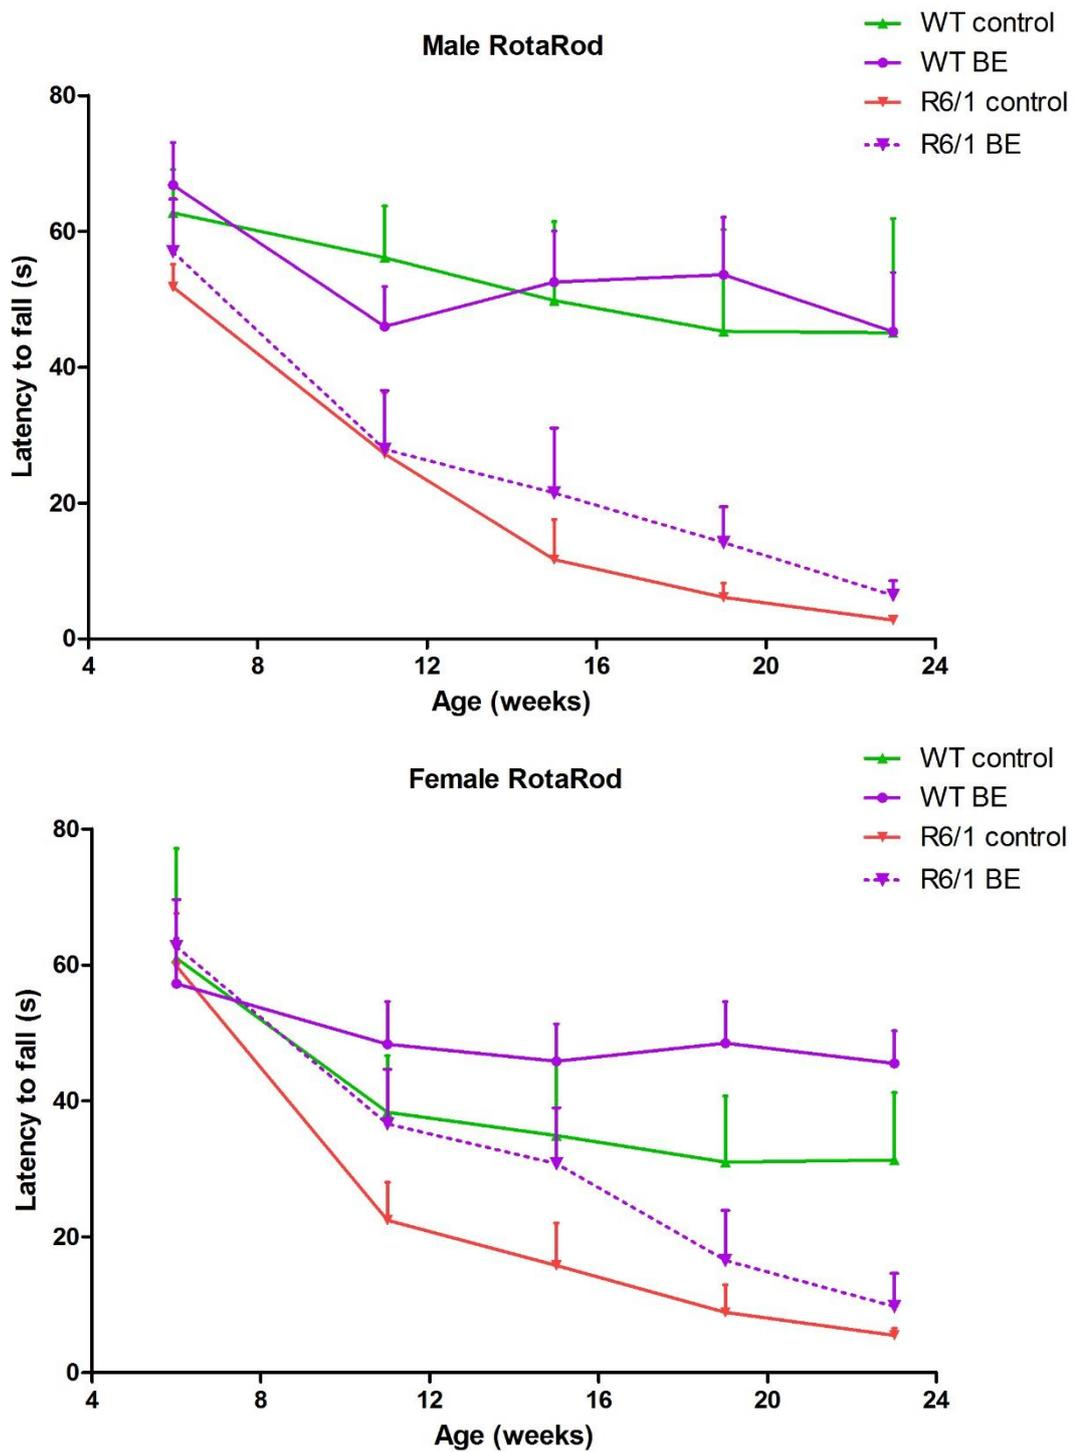 Male RotaRod
WT control
WT BE
R6/1 control
R6/1 BE
Latency to fall (s)
80
60
40
20
0
4 8 12 16 20 24
Age (weeks)
Female RotaRod
WT control
WT BE
R6/1 control
R6/1 BE
Latency to fall (s)
80
60
40
20
0
4 8 12 16 20 24
Age (weeks)